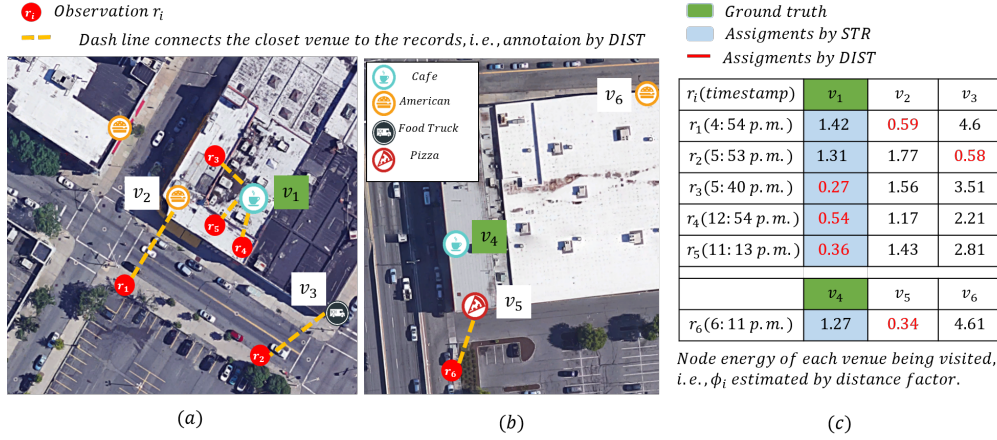 r_i Observation r_i
Dash line connects the closet venue to the records, i.e., annotaion by DIST
Ground truth
Assigments by STR
Assigments by DIST
r_3
v_2
v_1
r_5
r_4
r_1
v_3
r_2
(a)
Cafe
American
Food Truck
Pizza
v_6
v_4
v_5
r_6
(b)
r_i(timestamp) v_1 v_2 v_3
r_1(4:54 p.m.) 1.42 0.59 4.6
r_2(5:53 p.m.) 1.31 1.77 0.58
r_3(5:40 p.m.) 0.27 1.56 3.51
r_4(12:54 p.m.) 0.54 1.17 2.21
r_5(11:13 p.m.) 0.36 1.43 2.81
v_4 v_5 v_6
r_6(6:11 p.m.) 1.27 0.34 4.61
Node energy of each venue being visited,
i.e., ϕ_i estimated by distance factor.
(c)